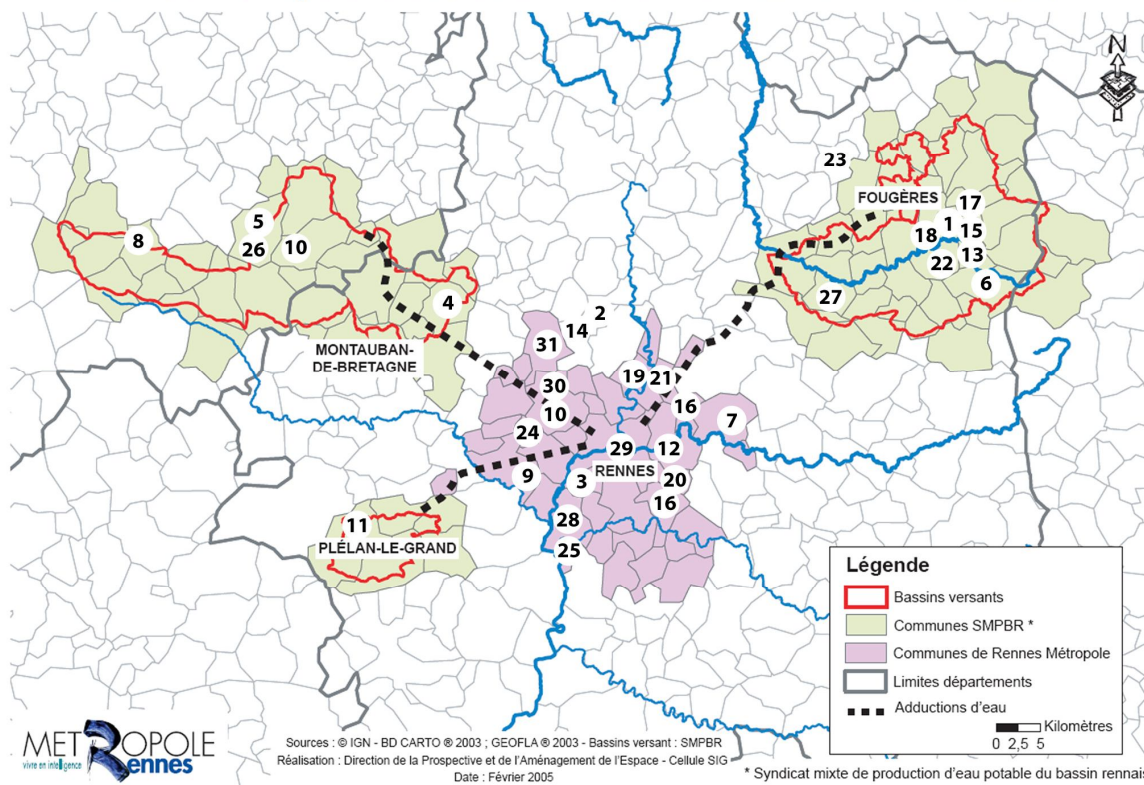 N
23
17
FOUGÈRES
1
15
18
13
22
6
27
5
8
26
10
4
MONTAUBAN-
DE-BRETAGNE
2
14
31
19
21
30
16
10
7
24
29
12
RENNES
9
3
20
16
28
25
11
PLÉLAN-LE-GRAND
Légende
Bassins versants
Communes SMPBR *
Communes de Rennes Métropole
Limites départements
Adductions d'eau
Kilomètres
0 2,5 5
METROPOLE
Rennes
vivre en intelligence
Sources : © IGN - BD CARTO ® 2003 ; GEOFLA ® 2003 - Bassins versant : SMPBR
Réalisation : Direction de la Prospective et de l'Aménagement de l'Espace - Cellule SIG
Date : Février 2005
* Syndicat mixte de production d'eau potable du bassin rennais